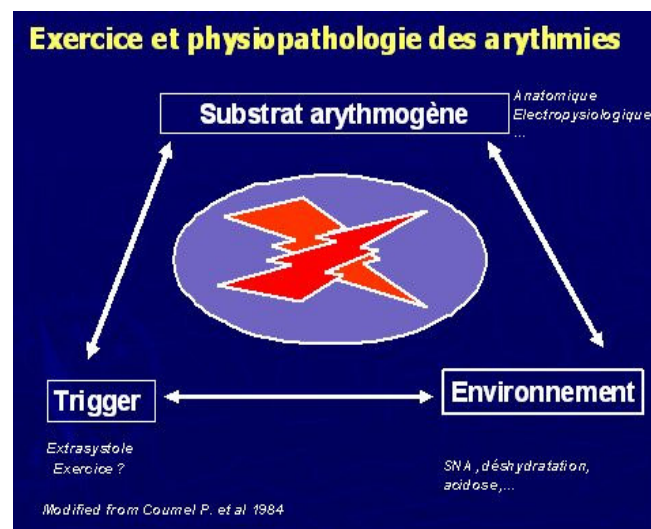 Exercice et physiopathologie des arythmies
Substrat arythmogène
Anatomique
Electropysiologique
...
Trigger
Environnement
Extrasystole
Exercice ?
SNA, déshydratation,
acidose,...
Modified from Coumel P. et al 1984